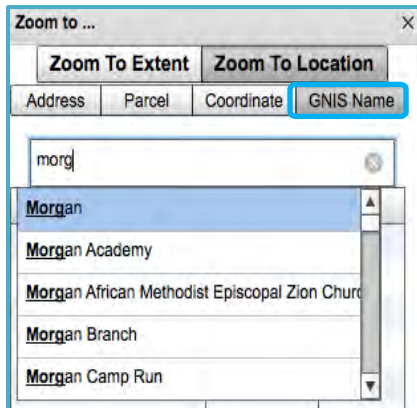 Zoom to ...
Zoom To Extent Zoom To Location
Address Parcel Coordinate GNIS Name
morg
Morgan
Morgan Academy
Morgan African Methodist Episcopal Zion Churc
Morgan Branch
Morgan Camp Run